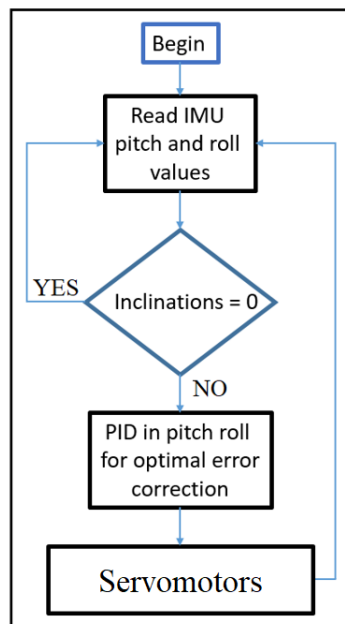 Begin
Read IMU
pitch and roll
values
YES
Inclinations = 0
NO
PID in pitch roll
for optimal error
correction
Servomotors